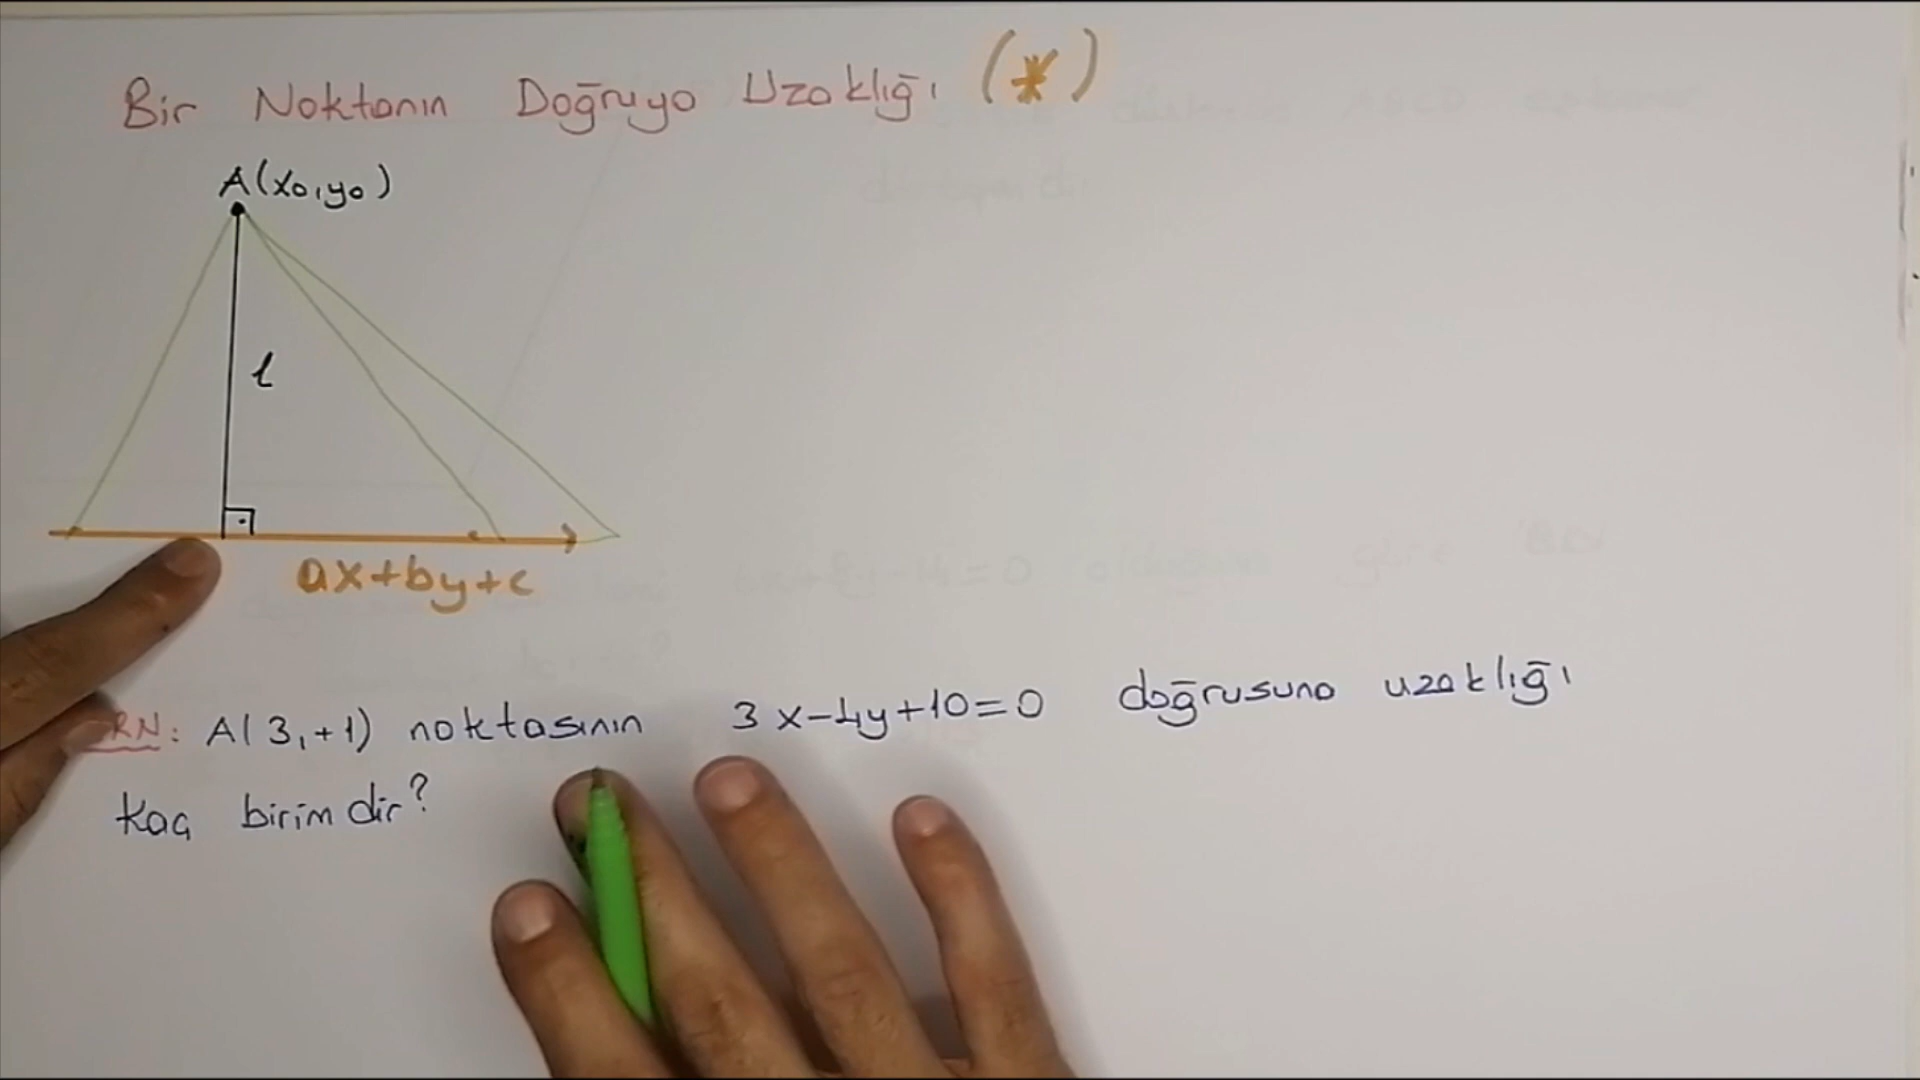 Bir Noktanın Doğruya Uzaklığı (*)
A(x₀,y₀)
l
ax+by+c
RN: A(3,+1) noktasının 3x-4y+10=0 doğrusuna uzaklığı
kaç birimdir?